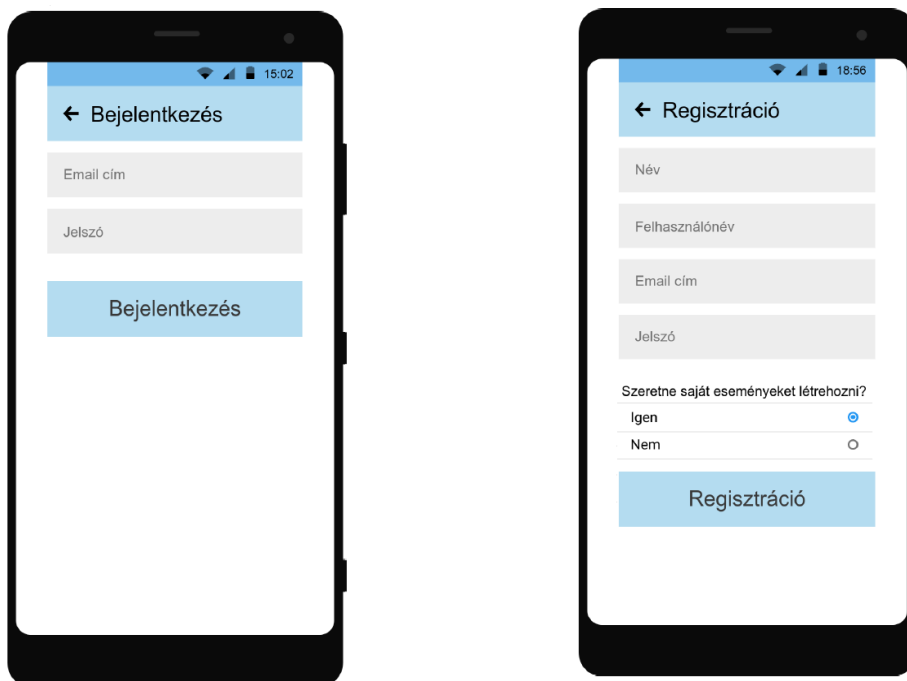 15:02
Bejelentkezés
Email cím
Jelszó
Bejelentkezés
18:56
Regisztráció
Név
Felhasználónév
Email cím
Jelszó
Szeretne saját eseményeket létrehozni?
Igen
Nem
Regisztráció